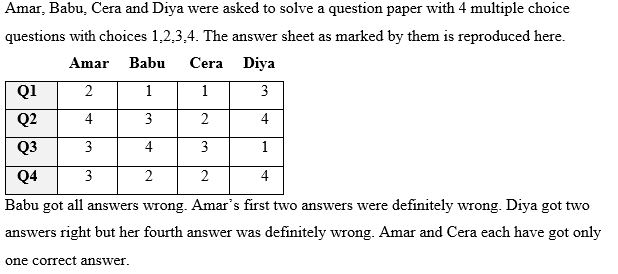 Amar, Babu, Cera and Diya were asked to solve a question paper with 4 multiple choice
questions with choices 1,2,3,4. The answer sheet as marked by them is reproduced here.
Amar Babu Cera Diya
Q1 2 1 1 3
Q2 4 3 2 4
Q3 3 4 3 1
Q4 3 2 2 4
Babu got all answers wrong. Amar's first two answers were definitely wrong. Diya got two
answers right but her fourth answer was definitely wrong. Amar and Cera each have got only
one correct answer.